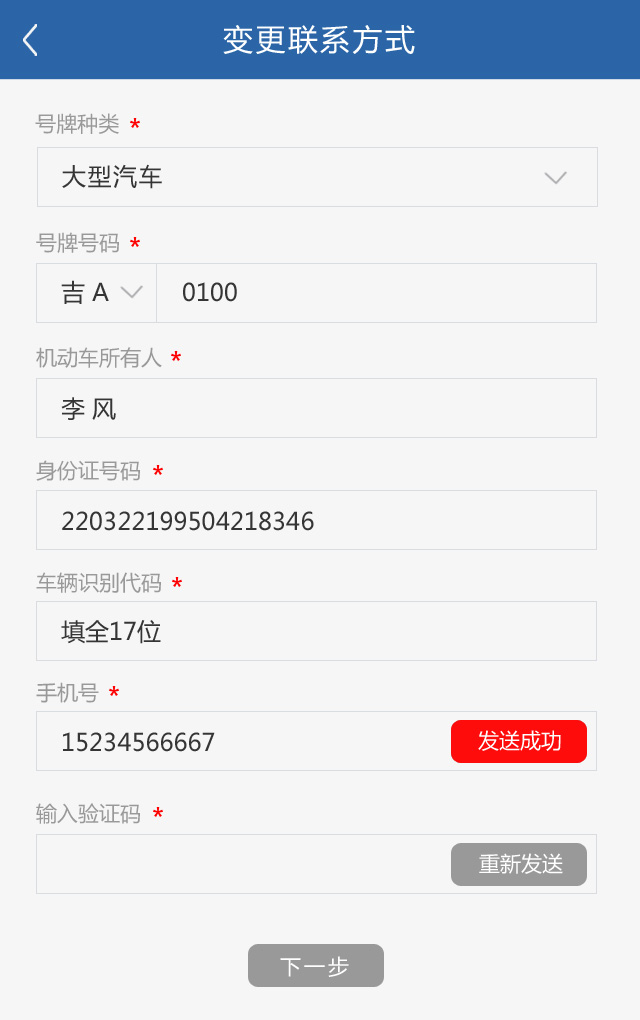 变更联系方式
号牌种类 *
大型汽车
号牌号码 *
吉 A 0100
机动车所有人 *
李 风
身份证号码 *
220322199504218346
车辆识别代码 *
填全17位
手机号 *
15234566667 发送成功
输入验证码 *
重新发送
下一步